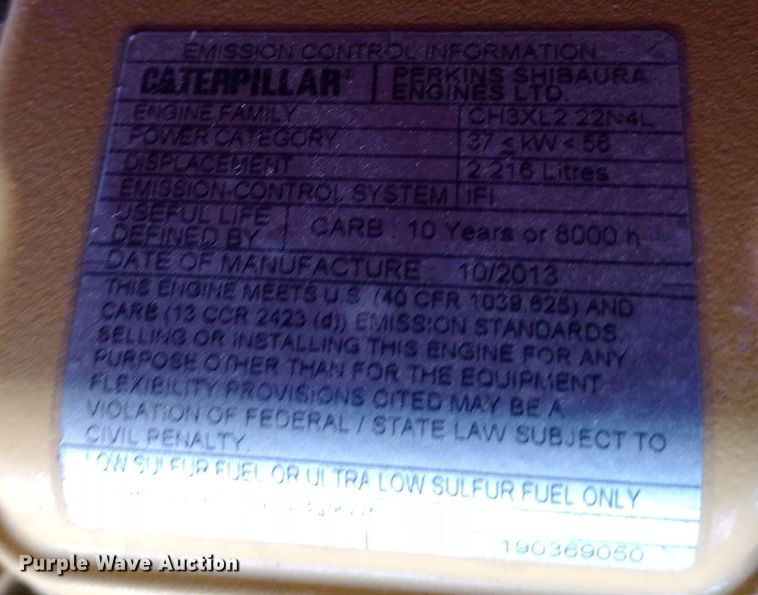 EMISSION CONTROL INFORMATION
CATERPILLAR® PERKINS SHIBAURA ENGINES LTD.
ENGINE FAMILY CH3XL2.22N4L
POWER CATEGORY 37 ≤ kW < 56
DISPLACEMENT 2.216 Litres
EMISSION-CONTROL SYSTEM IFI
USEFUL LIFE
DEFINED BY CARB : 10 Years or 8000 h
DATE OF MANUFACTURE : 10/2013
THIS ENGINE MEETS U.S. (40 CFR 1039.625) AND
CARB (13 CCR 2423 (d)) EMISSION STANDARDS.
SELLING OR INSTALLING THIS ENGINE FOR ANY
PURPOSE OTHER THAN FOR THE EQUIPMENT
FLEXIBILITY PROVISIONS CITED MAY BE A
VIOLATION OF FEDERAL / STATE LAW SUBJECT TO
CIVIL PENALTY.
LOW SULFUR FUEL OR ULTRA LOW SULFUR FUEL ONLY
190369050
Purple Wave Auction